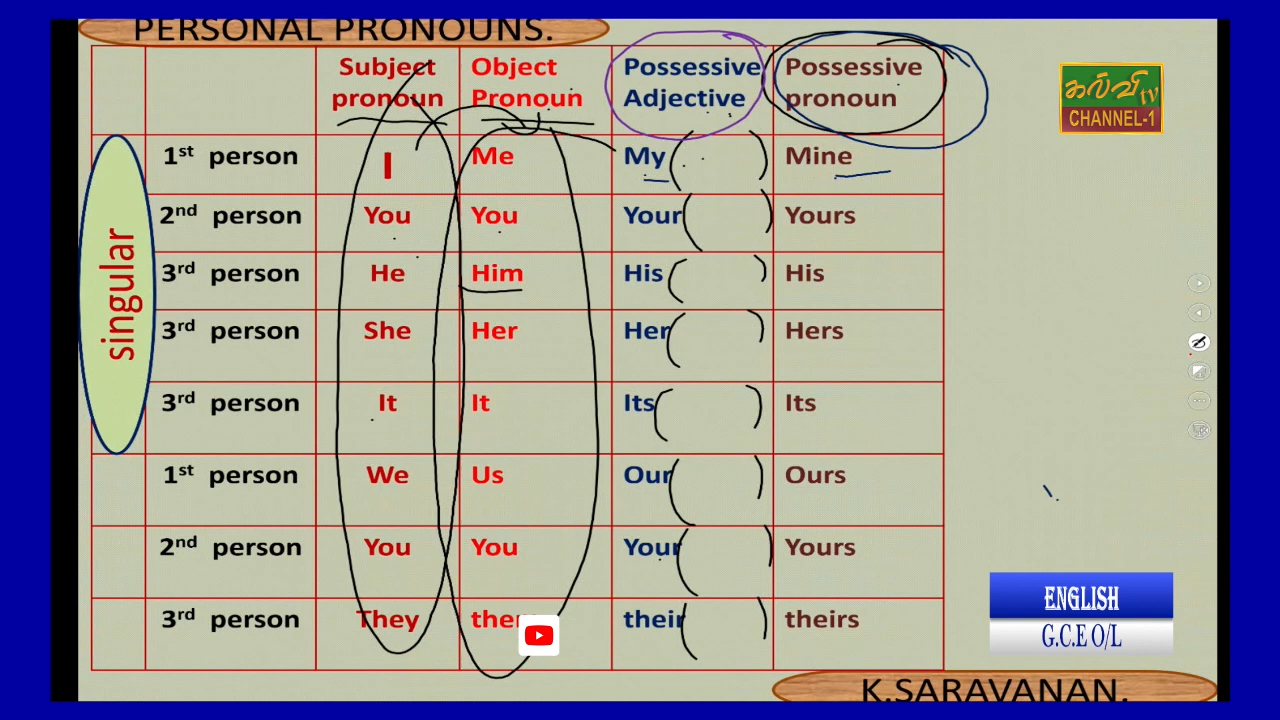 PERSONAL PRONOUNS.
Subject pronoun Object Pronoun Possessive Adjective Possessive pronoun
1st person I Me My Mine
2nd person You You Your Yours
3rd person He Him His His
3rd person She Her Her Hers
3rd person It It Its Its
1st person We Us Our Ours
2nd person You You Your Yours
3rd person They their theirs
singular
கல்வி tv
CHANNEL-1
ENGLISH
G.C.E O/L
K.SARAVANAN.